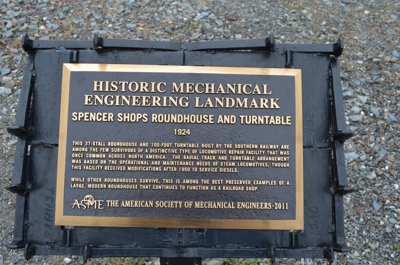 HISTORIC MECHANICAL
ENGINEERING LANDMARK
SPENCER SHOPS ROUNDHOUSE AND TURNTABLE
1924
THIS 37-STALL ROUNDHOUSE AND 100-FOOT TURNTABLE BUILT BY THE SOUTHERN RAILWAY ARE
AMONG THE FEW SURVIVORS OF A DISTINCTIVE TYPE OF LOCOMOTIVE REPAIR FACILITY THAT WAS
ONCE COMMON ACROSS NORTH AMERICA. THE RADIAL TRACK AND TURNTABLE ARRANGEMENT
WAS BASED ON THE OPERATIONAL AND MAINTENANCE NEEDS OF STEAM LOCOMOTIVES, THOUGH
THIS FACILITY RECEIVED MODIFICATIONS AFTER 1950 TO SERVICE DIESELS.
WHILE OTHER ROUNDHOUSES SURVIVE, THIS IS AMONG THE BEST PRESERVED EXAMPLES OF A
LARGE, MODERN ROUNDHOUSE THAT CONTINUES TO FUNCTION AS A RAILROAD SHOP.
ASME THE AMERICAN SOCIETY OF MECHANICAL ENGINEERS-2011